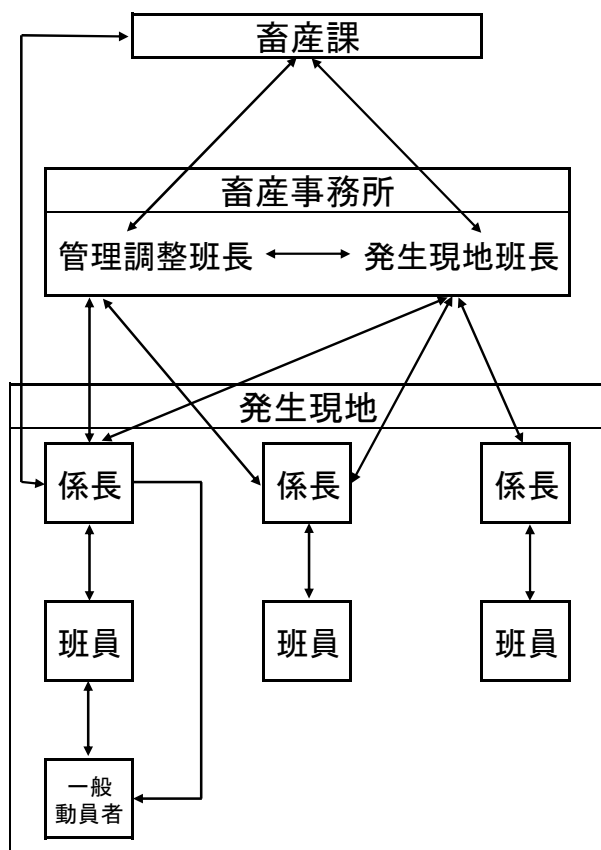 畜産課
畜産事務所
管理調整班長
発生現地班長
発生現地
係長
係長
係長
班員
班員
班員
一般
動員者